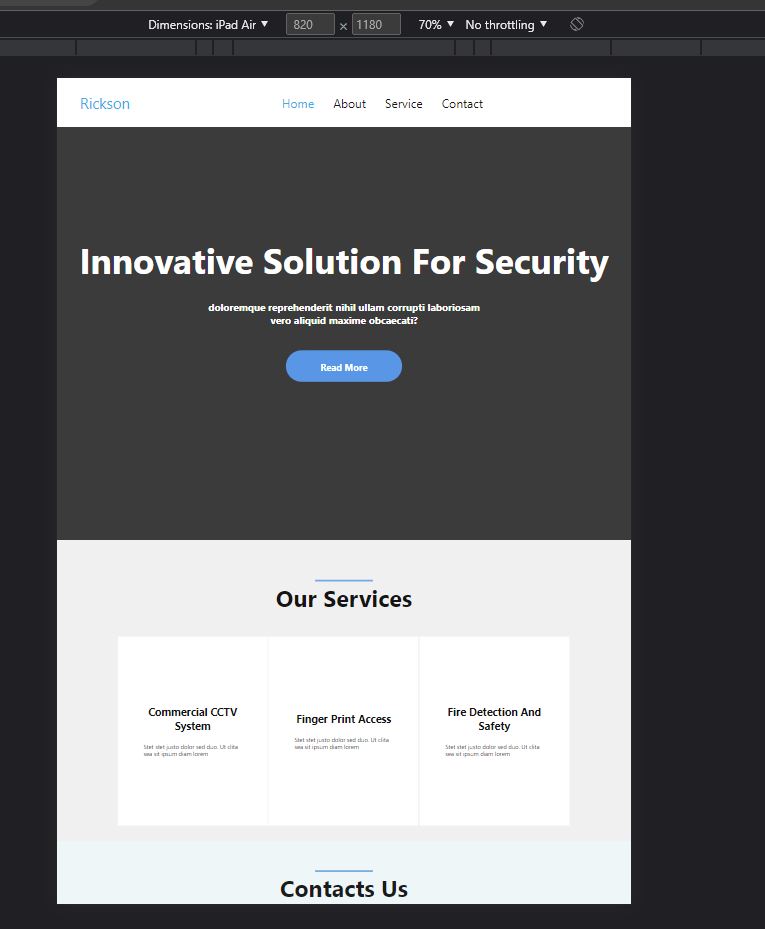 Dimensions: iPad Air ▼ 820 × 1180 70% ▼ No throttling ▼
Rickson Home About Service Contact
Innovative Solution For Security
doloremque reprehenderit nihil ullam corrupti laboriosam
vero aliquid maxime obcaecati?
Read More
Our Services
Commercial CCTV
System
Stet stet justo dolor sed duo. Ut clita
sea sit ipsum diam lorem
Finger Print Access
Stet stet justo dolor sed duo. Ut clita
sea sit ipsum diam lorem
Fire Detection And
Safety
Stet stet justo dolor sed duo. Ut clita
sea sit ipsum diam lorem
Contacts Us